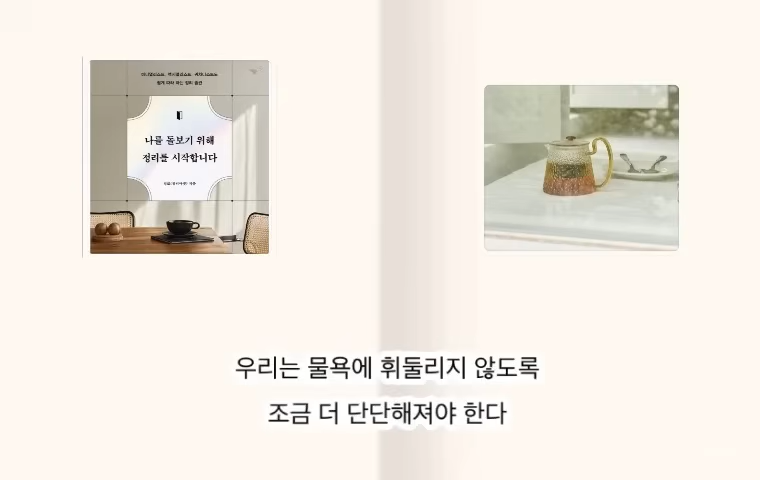 나를 돌보기 위해
정리를 시작합니다
우리는 물욕에 휘둘리지 않도록
조금 더 단단해져야 한다